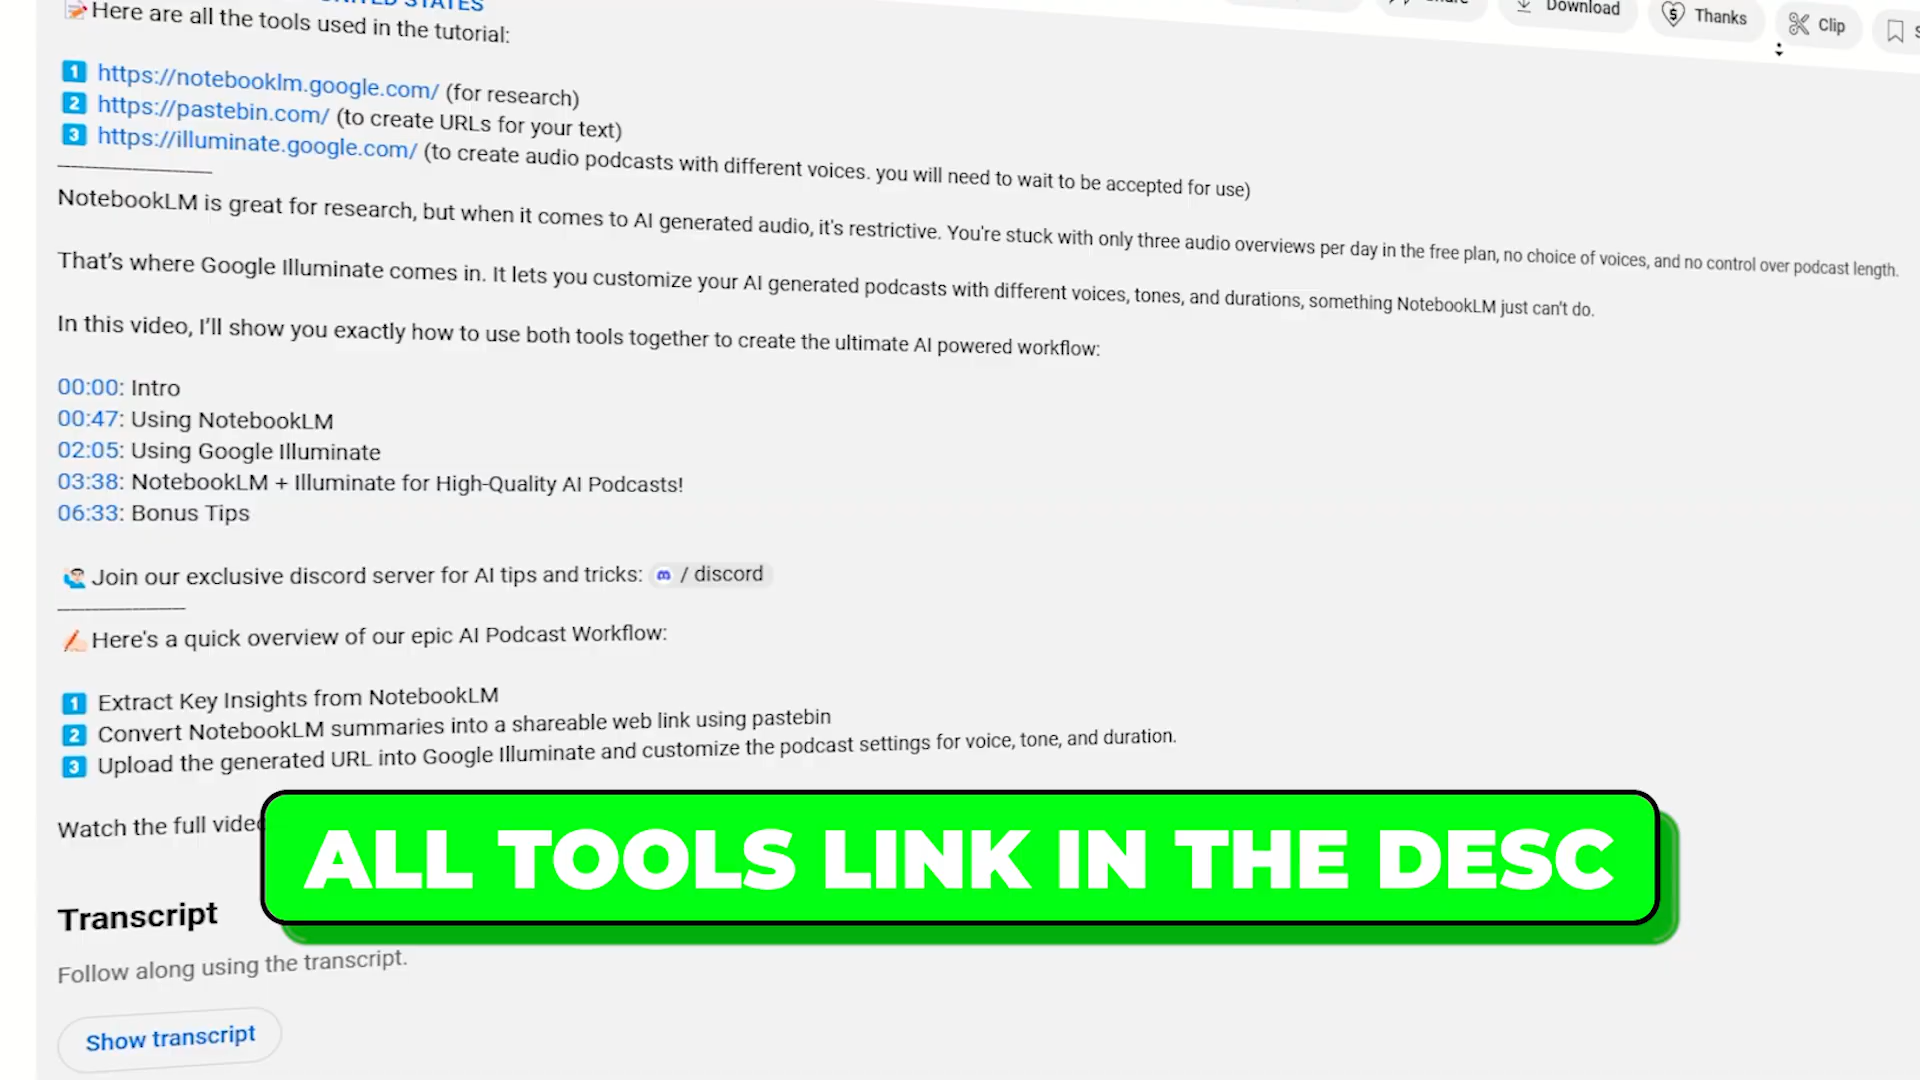 UNITED STATES
Download
Thanks
Clip
Here are all the tools used in the tutorial:
1 https://notebooklm.google.com/ (for research)
2 https://pastebin.com/ (to create URLs for your text)
3 https://illuminate.google.com/ (to create audio podcasts with different voices. you will need to wait to be accepted for use)
NotebookLM is great for research, but when it comes to AI generated audio, it's restrictive. You're stuck with only three audio overviews per day in the free plan, no choice of voices, and no control over podcast length.
That’s where Google Illuminate comes in. It lets you customize your AI generated podcasts with different voices, tones, and durations, something NotebookLM just can’t do.
In this video, I’ll show you exactly how to use both tools together to create the ultimate AI powered workflow:
00:00: Intro
00:47: Using NotebookLM
02:05: Using Google Illuminate
03:38: NotebookLM + Illuminate for High-Quality AI Podcasts!
06:33: Bonus Tips
Join our exclusive discord server for AI tips and tricks: / discord
Here's a quick overview of our epic AI Podcast Workflow:
1 Extract Key Insights from NotebookLM
2 Convert NotebookLM summaries into a shareable web link using pastebin
3 Upload the generated URL into Google Illuminate and customize the podcast settings for voice, tone, and duration.
Watch the full video
ALL TOOLS LINK IN THE DESC
Transcript
Follow along using the transcript.
Show transcript